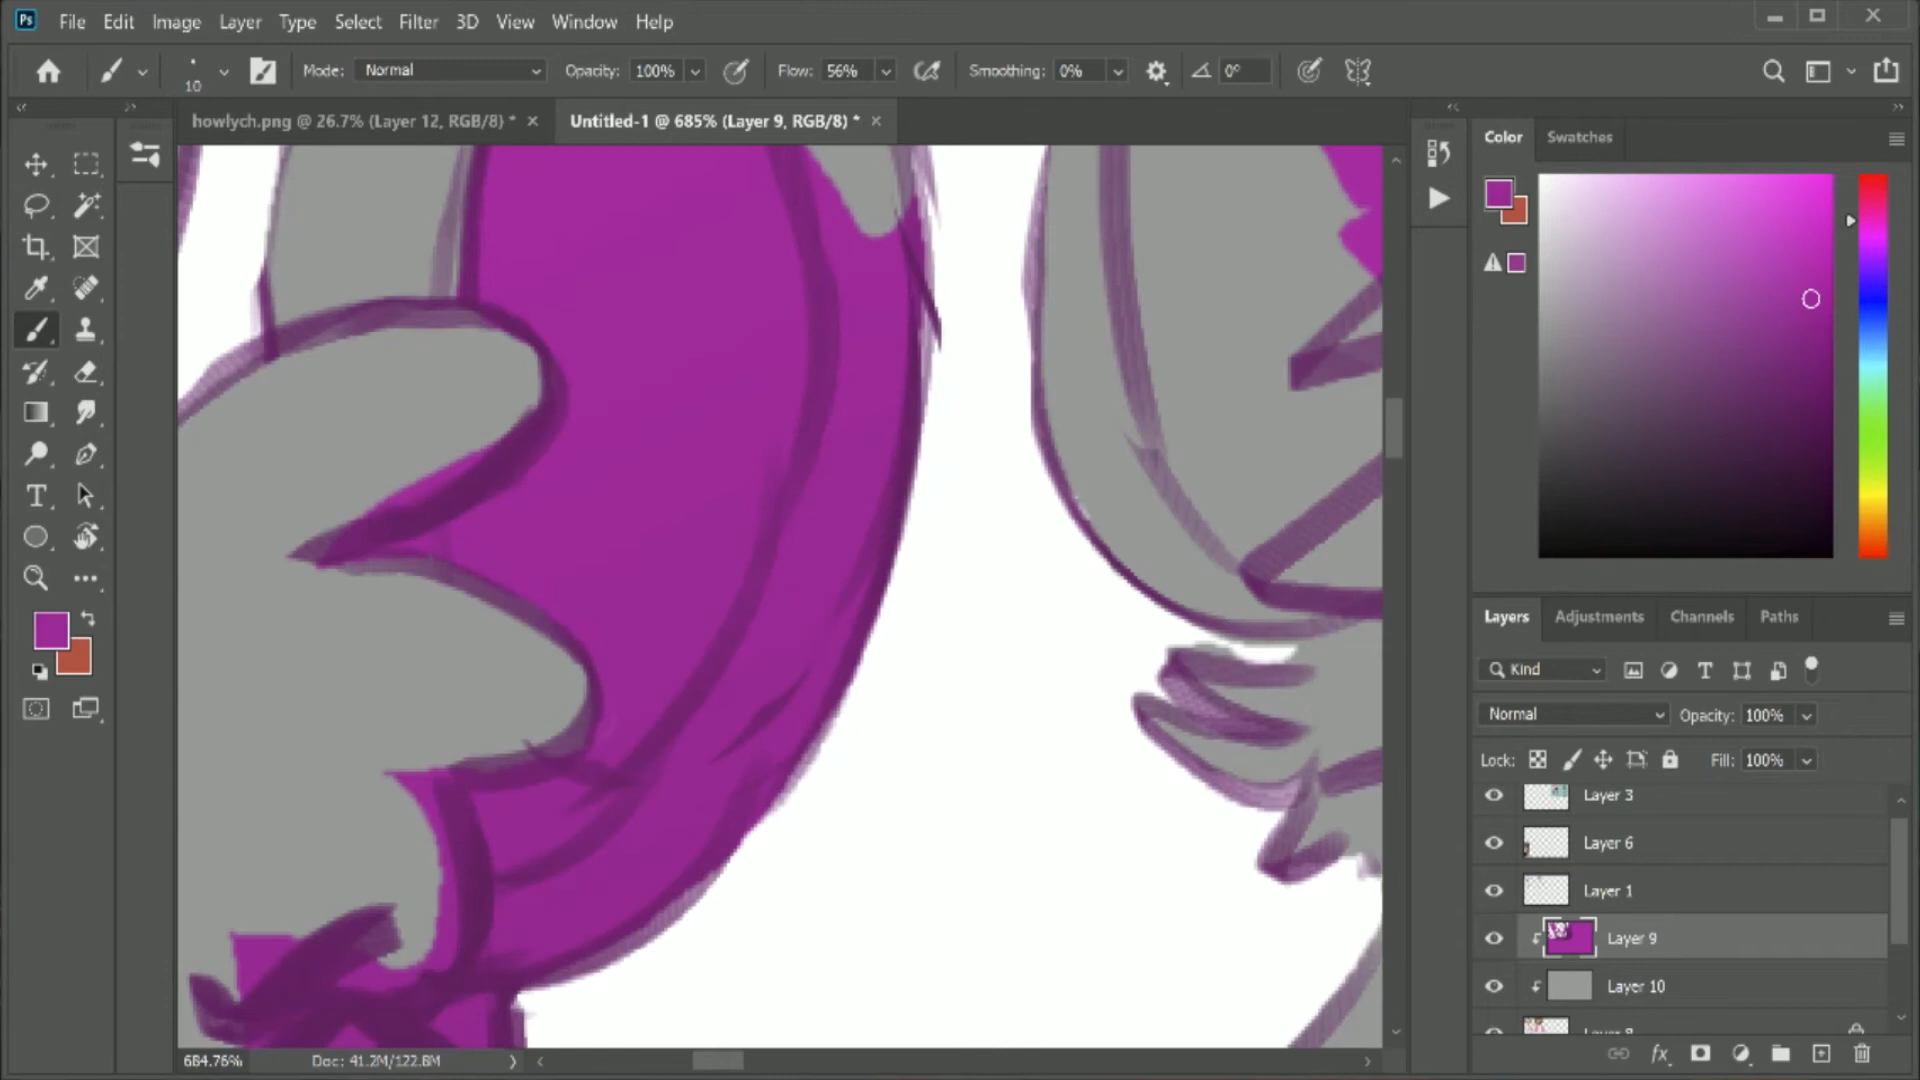 Ps File Edit Image Layer Type Select Filter 3D View Window Help
10 Mode: Normal Opacity: 100% Flow: 56% Smoothing: 0% 0°
howlych.png @ 26.7% (Layer 12, RGB/8) * Untitled-1 @ 685% (Layer 9, RGB/8) *
Color Swatches
Layers Adjustments Channels Paths
Kind
Normal Opacity: 100%
Lock: Fill: 100%
Layer 3
Layer 6
Layer 1
Layer 9
Layer 10
684.76% Doc: 41.2M/122.8M